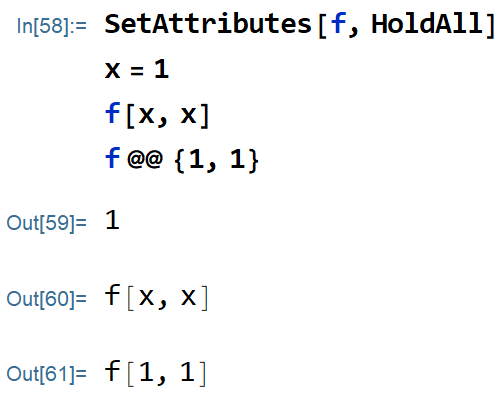 In[58]:= SetAttributes[f, HoldAll]
x = 1
f[x, x]
f @@ {1, 1}
Out[59]= 1
Out[60]= f[x, x]
Out[61]= f[1, 1]